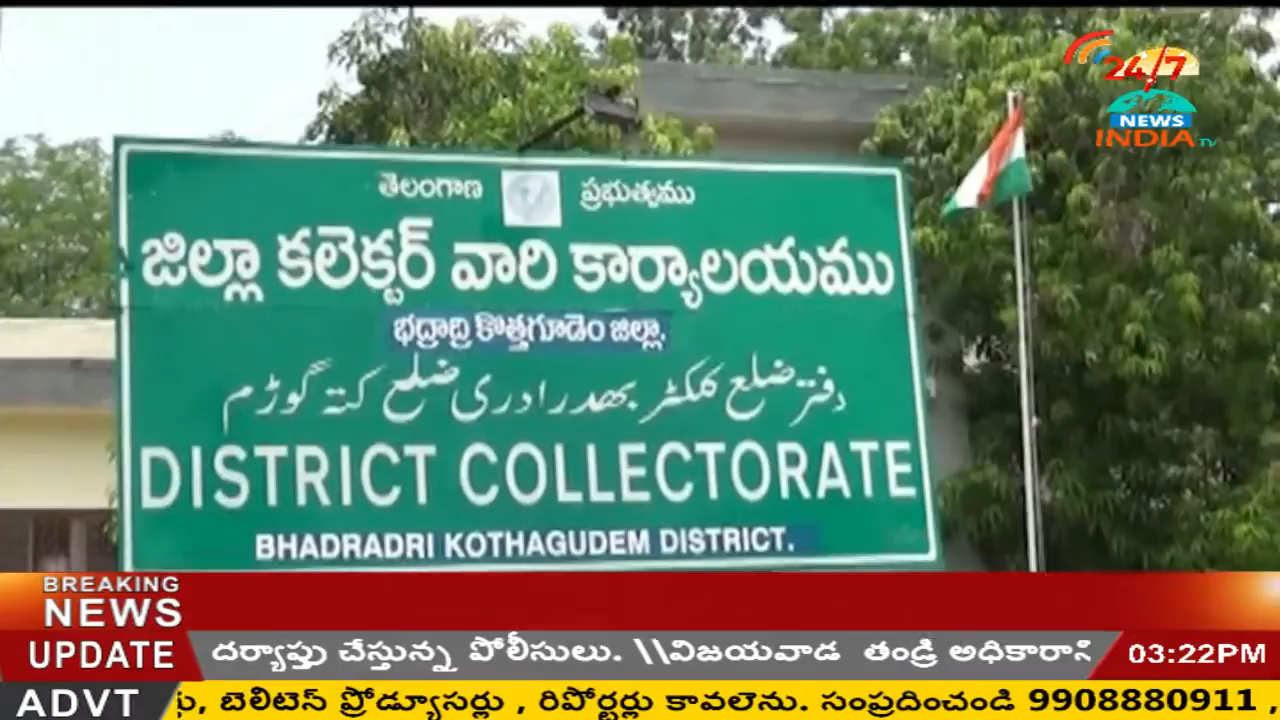 24/7
NEWS
INDIA TV
తెలంగాణ ప్రభుత్వము
జిల్లా కలెక్టర్ వారి కార్యాలయము
భద్రాద్రి కొత్తగూడెం జిల్లా.
دفتر ضلع کلکٹر بھدرادری ضلع کتہ گوڑم
DISTRICT COLLECTORATE
BHADRADRI KOTHAGUDEM DISTRICT.
BREAKING
NEWS
UPDATE దర్యాప్తు చేస్తున్న పోలీసులు. \\విజయవాడ తండ్రి అధికారాని 03:22PM
ADVT బులిటెన్ ప్రోడ్యూసర్లు , రిపోర్టర్లు కావలెను. సంప్రదించండి 9908880911 ,